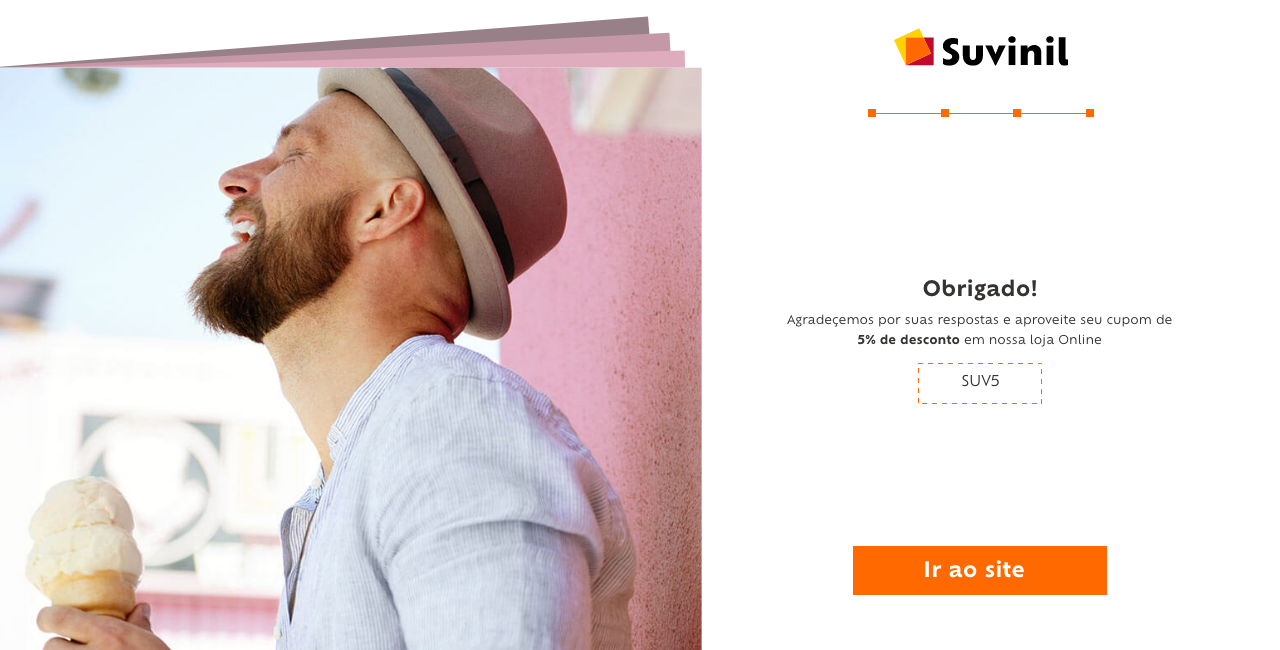 Suvinil
Obrigado!
Agradeçemos por suas respostas e aproveite seu cupom de
5% de desconto em nossa loja Online
SUV5
Ir ao site